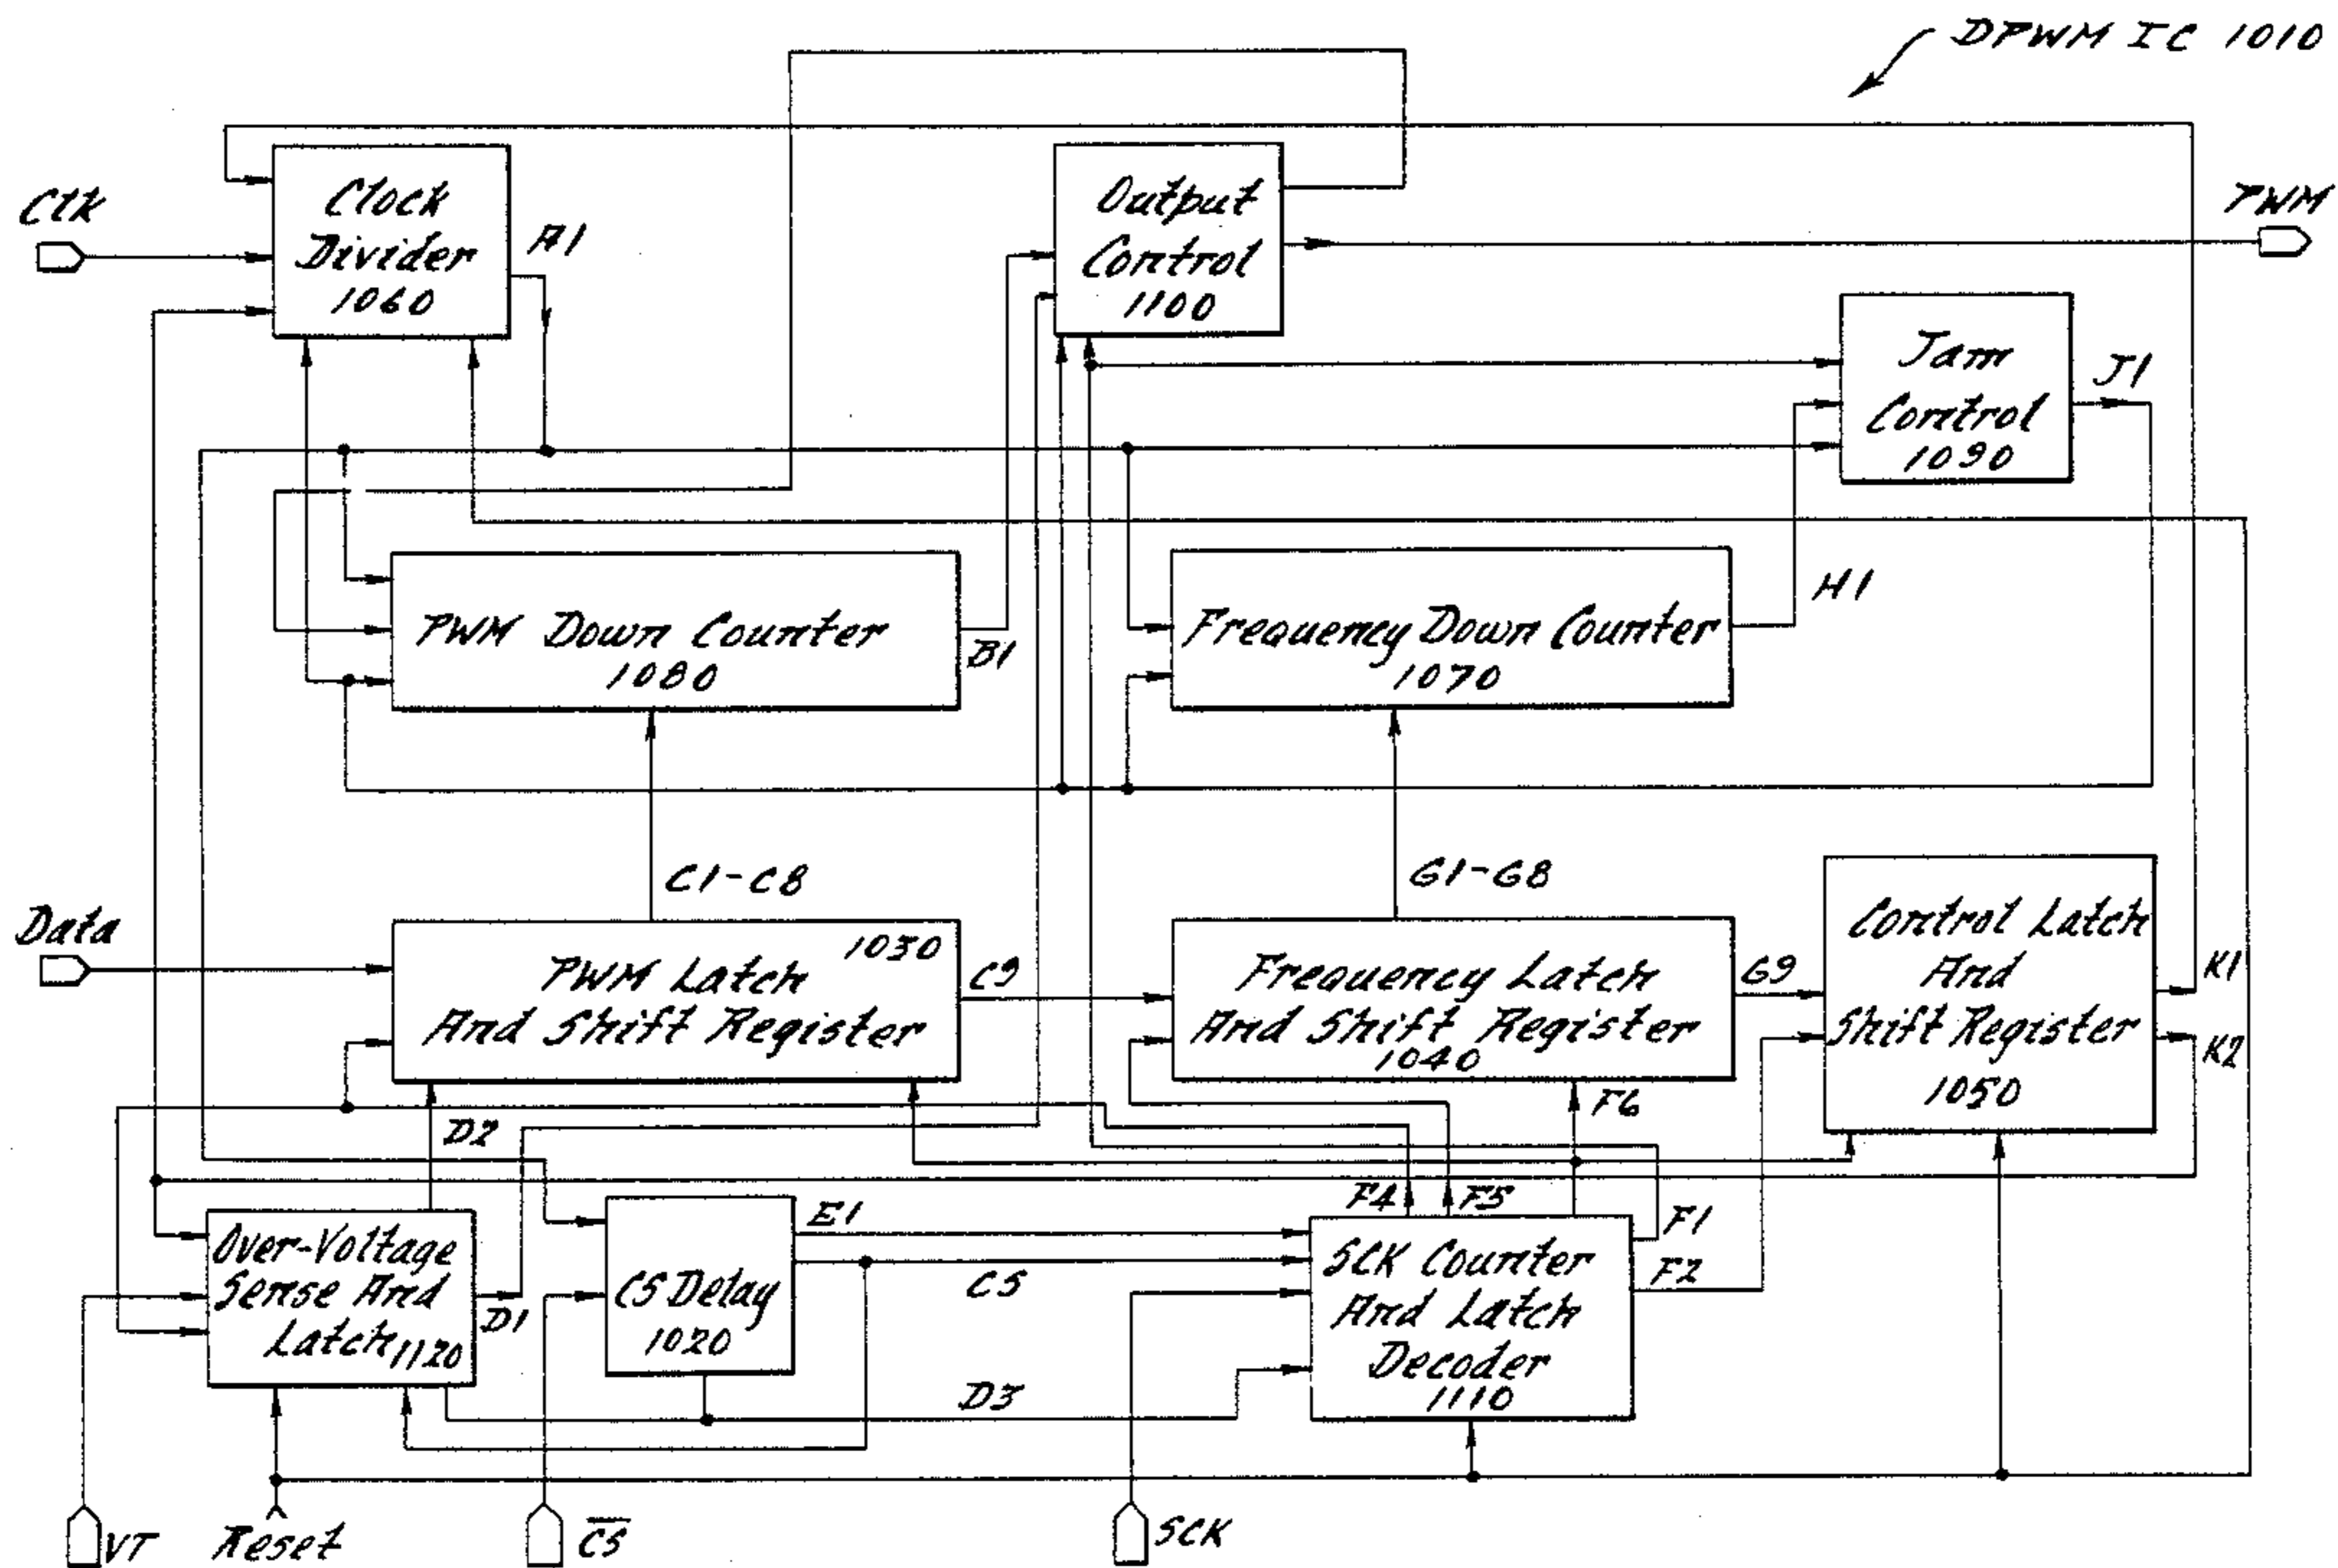 DPWM IC 1010
Clk
Clock
Divider
1060
A1
Output
Control
1100
PWM
Jam
Control
1090
J1
PWM Down Counter
1080
B1
Frequency Down Counter
1070
H1
C1-C8
G1-G8
Data
1030
PWM Latch
And Shift Register
C9
Frequency Latch
And Shift Register
1040
G9
Control Latch
And
Shift Register
1050
K1
K2
D2
F6
F4
F5
F1
F2
Over-Voltage
Sense And
Latch 1120
D1
CS Delay
1020
E1
CS
SCK Counter
And Latch
Decoder
1110
D3
VT
Reset
C̅S̅
SCK